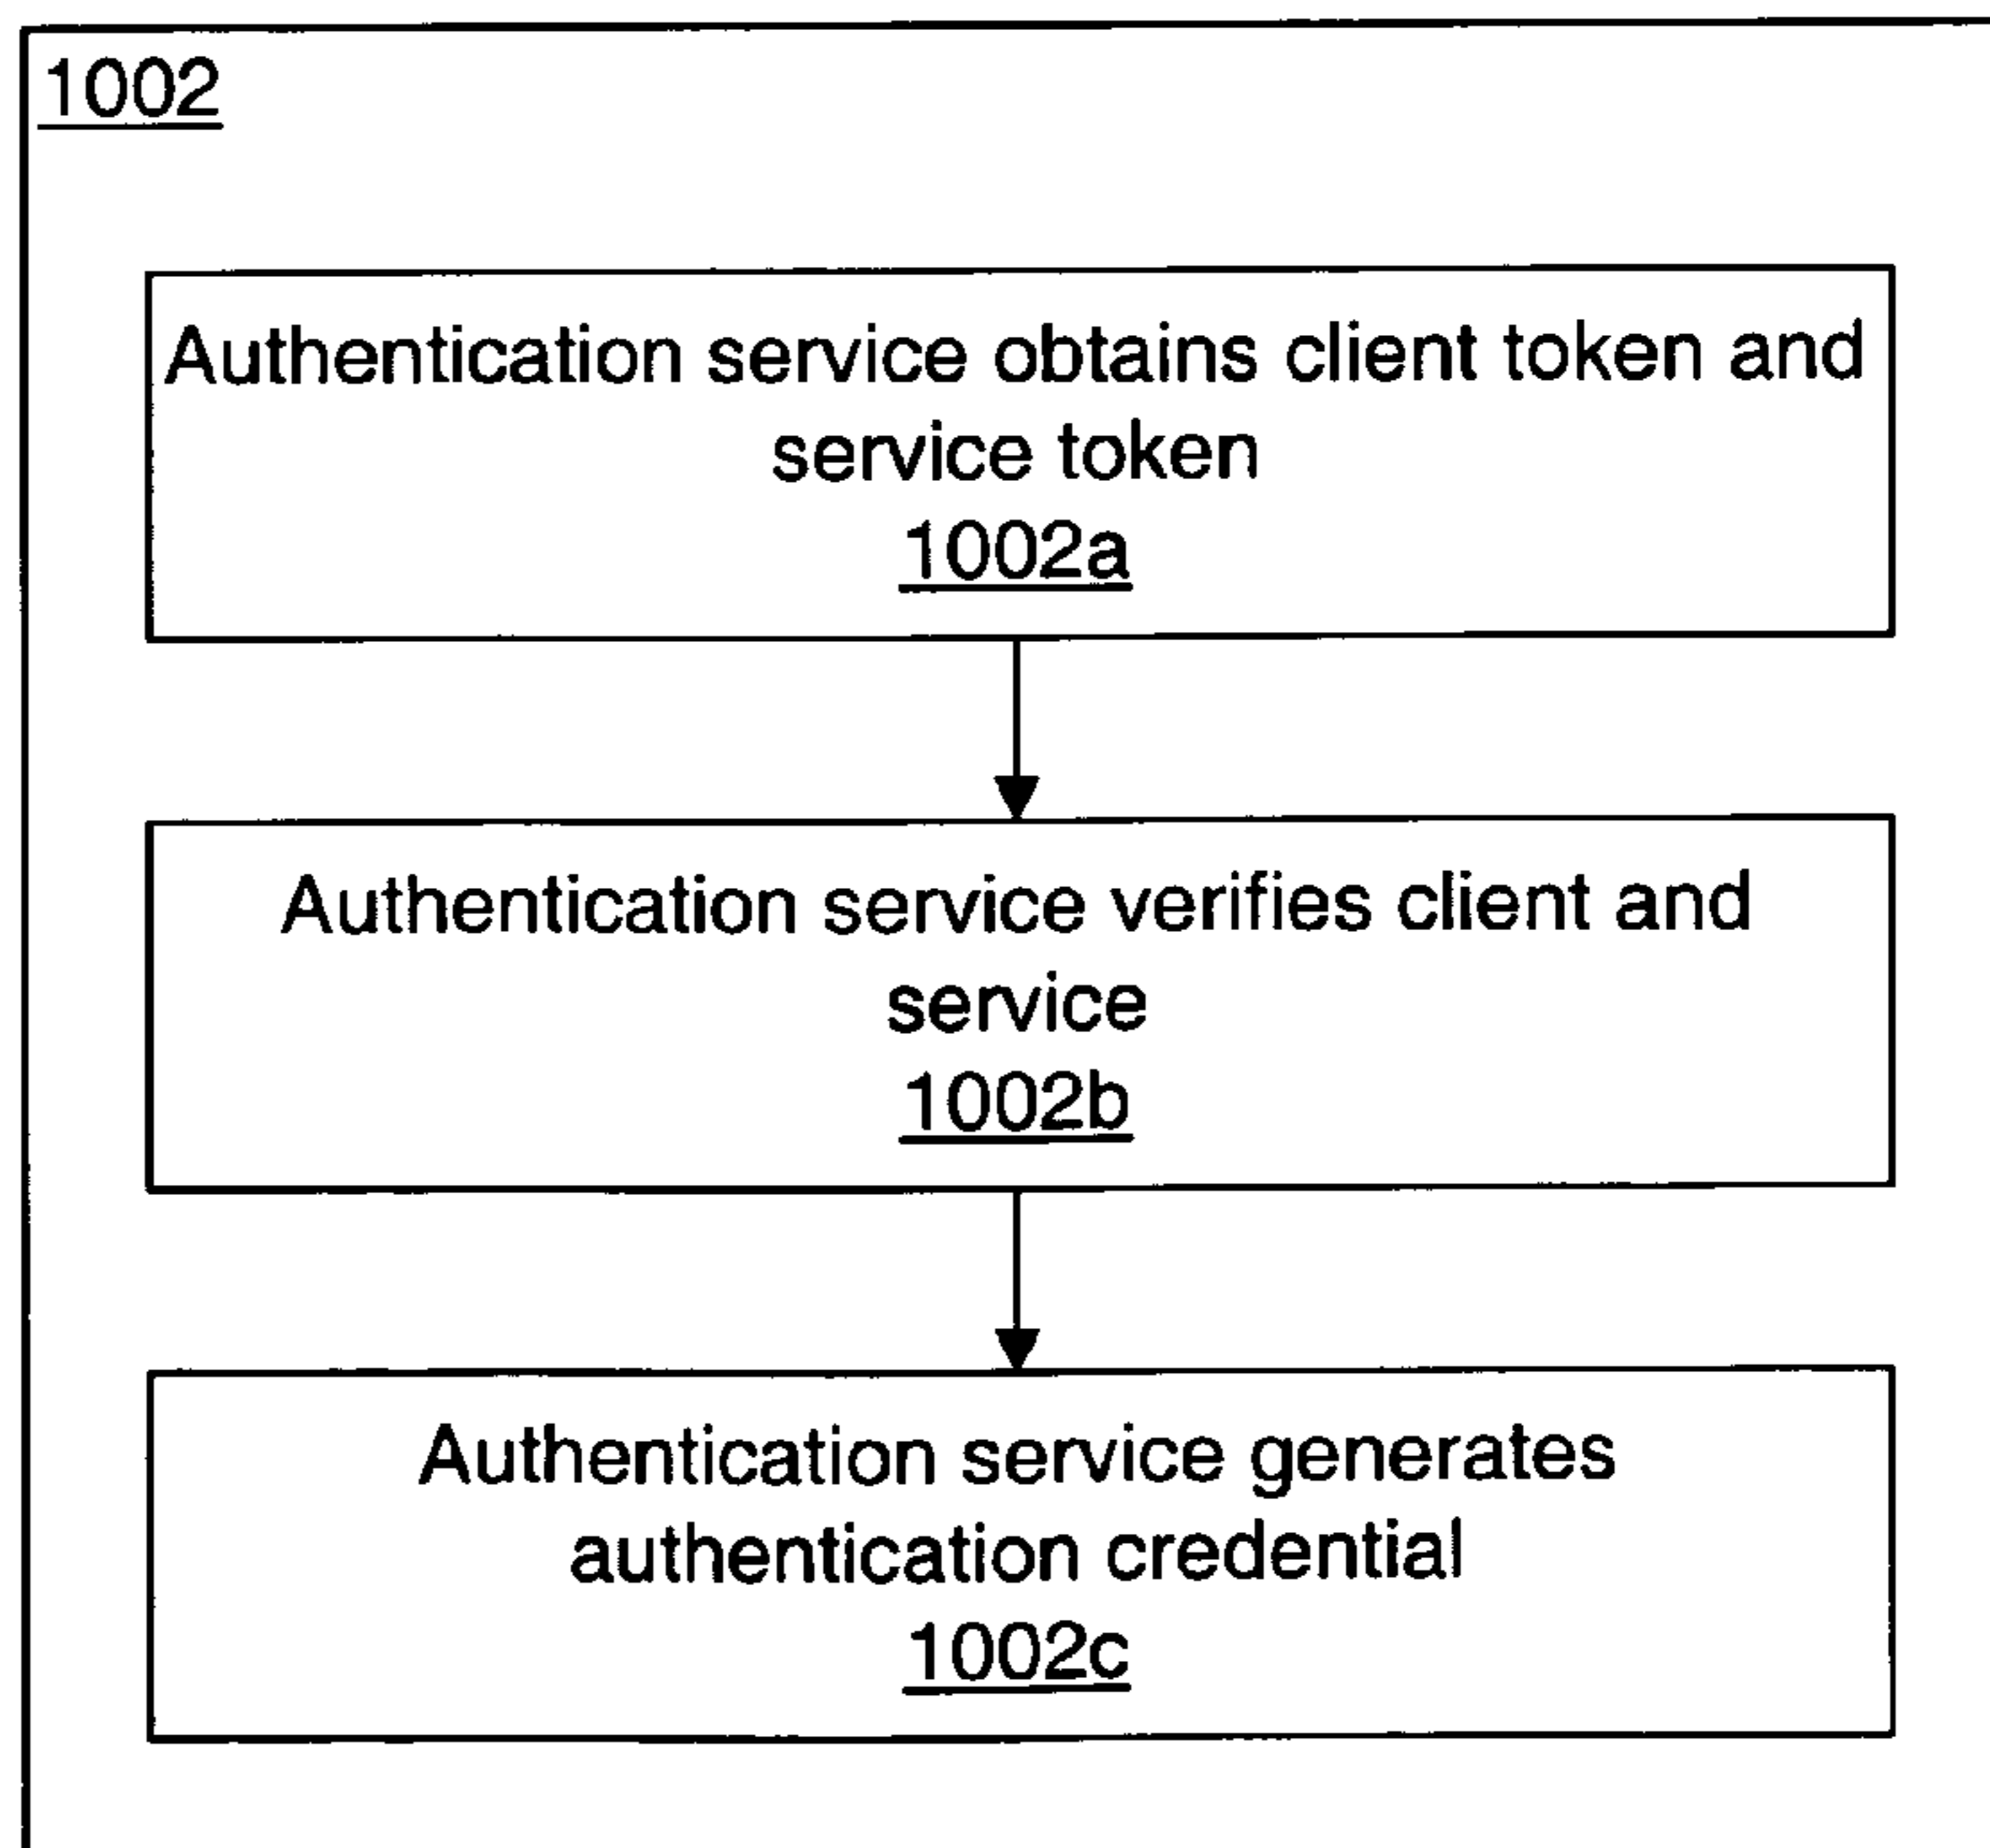 1002
Authentication service obtains client token and
service token
1002a
Authentication service verifies client and
service
1002b
Authentication service generates
authentication credential
1002c